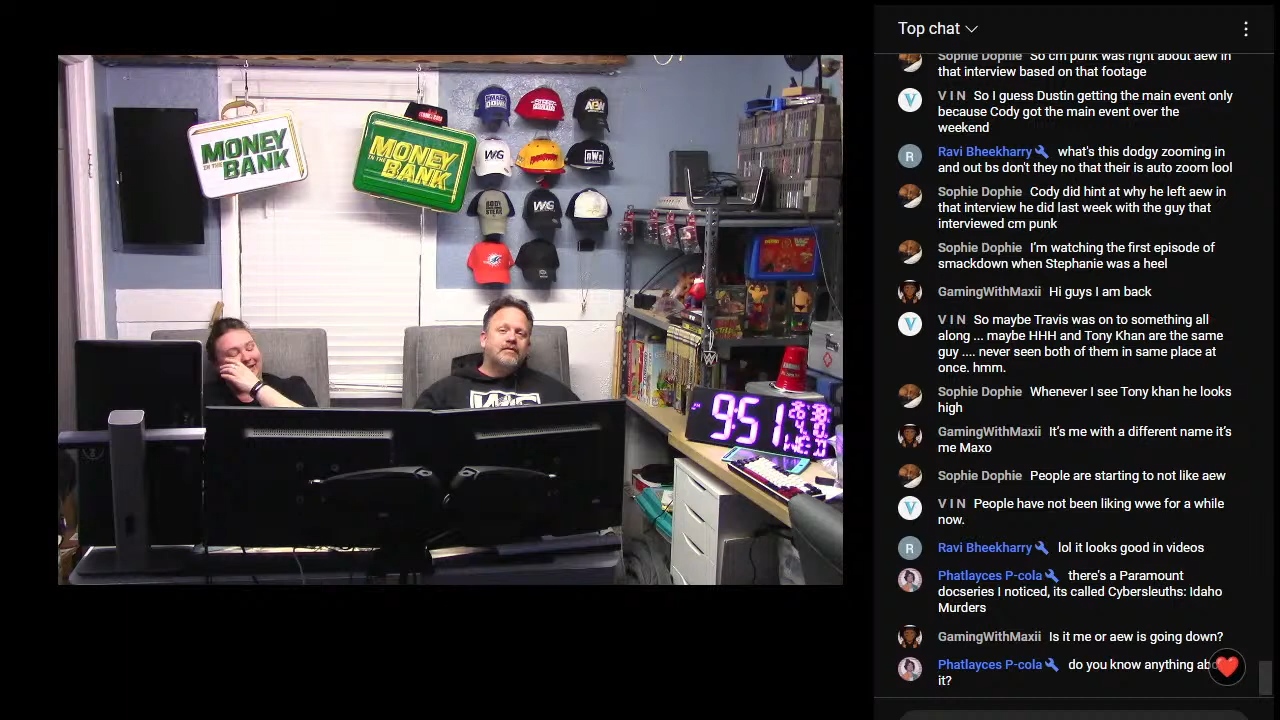 Top chat
Sophie Dophie So cm punk was right about aew in
that interview based on that footage
V I N So I guess Dustin getting the main event only
because Cody got the main event over the
weekend
Ravi Bheekharry what's this dodgy zooming in
and out bs don't they no that their is auto zoom lool
Sophie Dophie Cody did hint at why he left aew in
that interview he did last week with the guy that
interviewed cm punk
Sophie Dophie I'm watching the first episode of
smackdown when Stephanie was a heel
GamingWithMaxii Hi guys I am back
V I N So maybe Travis was on to something all
along ... maybe HHH and Tony Khan are the same
guy .... never seen both of them in same place at
once. hmm.
Sophie Dophie Whenever I see Tony khan he looks
high
GamingWithMaxii It's me with a different name it's
me Maxo
Sophie Dophie People are starting to not like aew
V I N People have not been liking wwe for a while
now.
Ravi Bheekharry lol it looks good in videos
Phatlayces P-cola there's a Paramount
docseries I noticed, its called Cybersleuths: Idaho
Murders
GamingWithMaxii Is it me or aew is going down?
Phatlayces P-cola do you know anything
it?
MONEY
IN THE
BANK
MONEY
IN THE
BANK
W/G
nWo
W/G
9:51
V
R
V
V
R